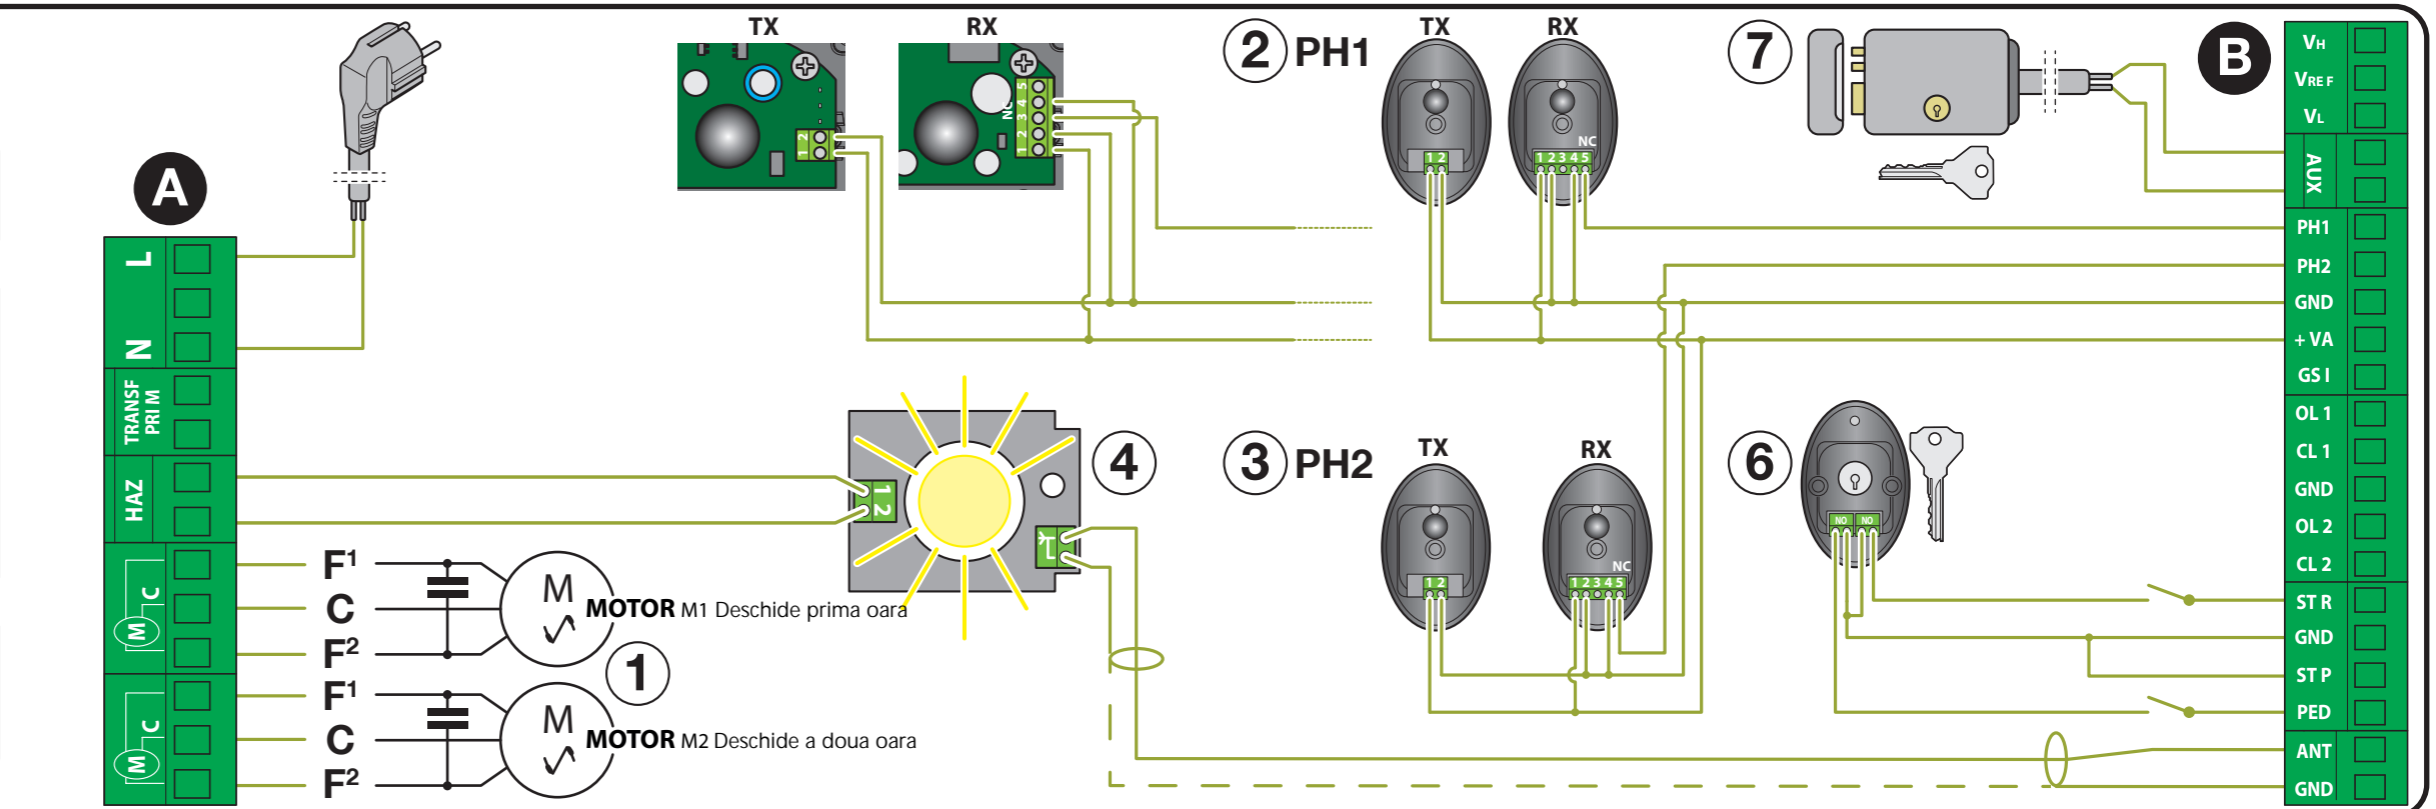 A
L
N
TRANSF
PRI M
HAZ
M C
M C
F1
C
F2
F1
C
F2
M
MOTOR M1 Deschide prima oara
1
M
MOTOR M2 Deschide a doua oara
TX
1 2
RX
NC
1 2 3 4 5
1 2
4
2 PH1
TX
1 2
RX
NC
1 2 3 4 5
3 PH2
TX
1 2
RX
NC
1 2 3 4 5
7
6
NO NO
B
VH
VREF
VL
AUX
PH1
PH2
GND
+ VA
GS I
OL 1
CL 1
GND
OL 2
CL 2
ST R
GND
ST P
PED
ANT
GND